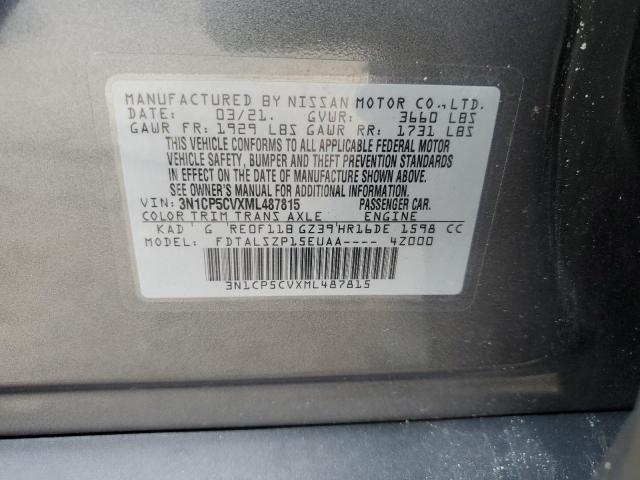 MANUFACTURED BY NISSAN MOTOR CO., LTD.
DATE: 03/21. GVWR: 3660 LBS
GAWR FR: 1929 LBS GAWR RR: 1731 LBS
THIS VEHICLE CONFORMS TO ALL APPLICABLE FEDERAL MOTOR
VEHICLE SAFETY, BUMPER AND THEFT PREVENTION STANDARDS
IN EFFECT ON THE DATE OF MANUFACTURE SHOWN ABOVE.
SEE OWNER'S MANUAL FOR ADDITIONAL INFORMATION.
VIN: 3N1CP5CVXML487815 PASSENGER CAR.
COLOR TRIM TRANS AXLE ENGINE
KAD G RE0F11B GZ39 HR16DE 1598 CC
MODEL: FDTALSZP15EUAA---- 4Z000
3N1CP5CVXML487815